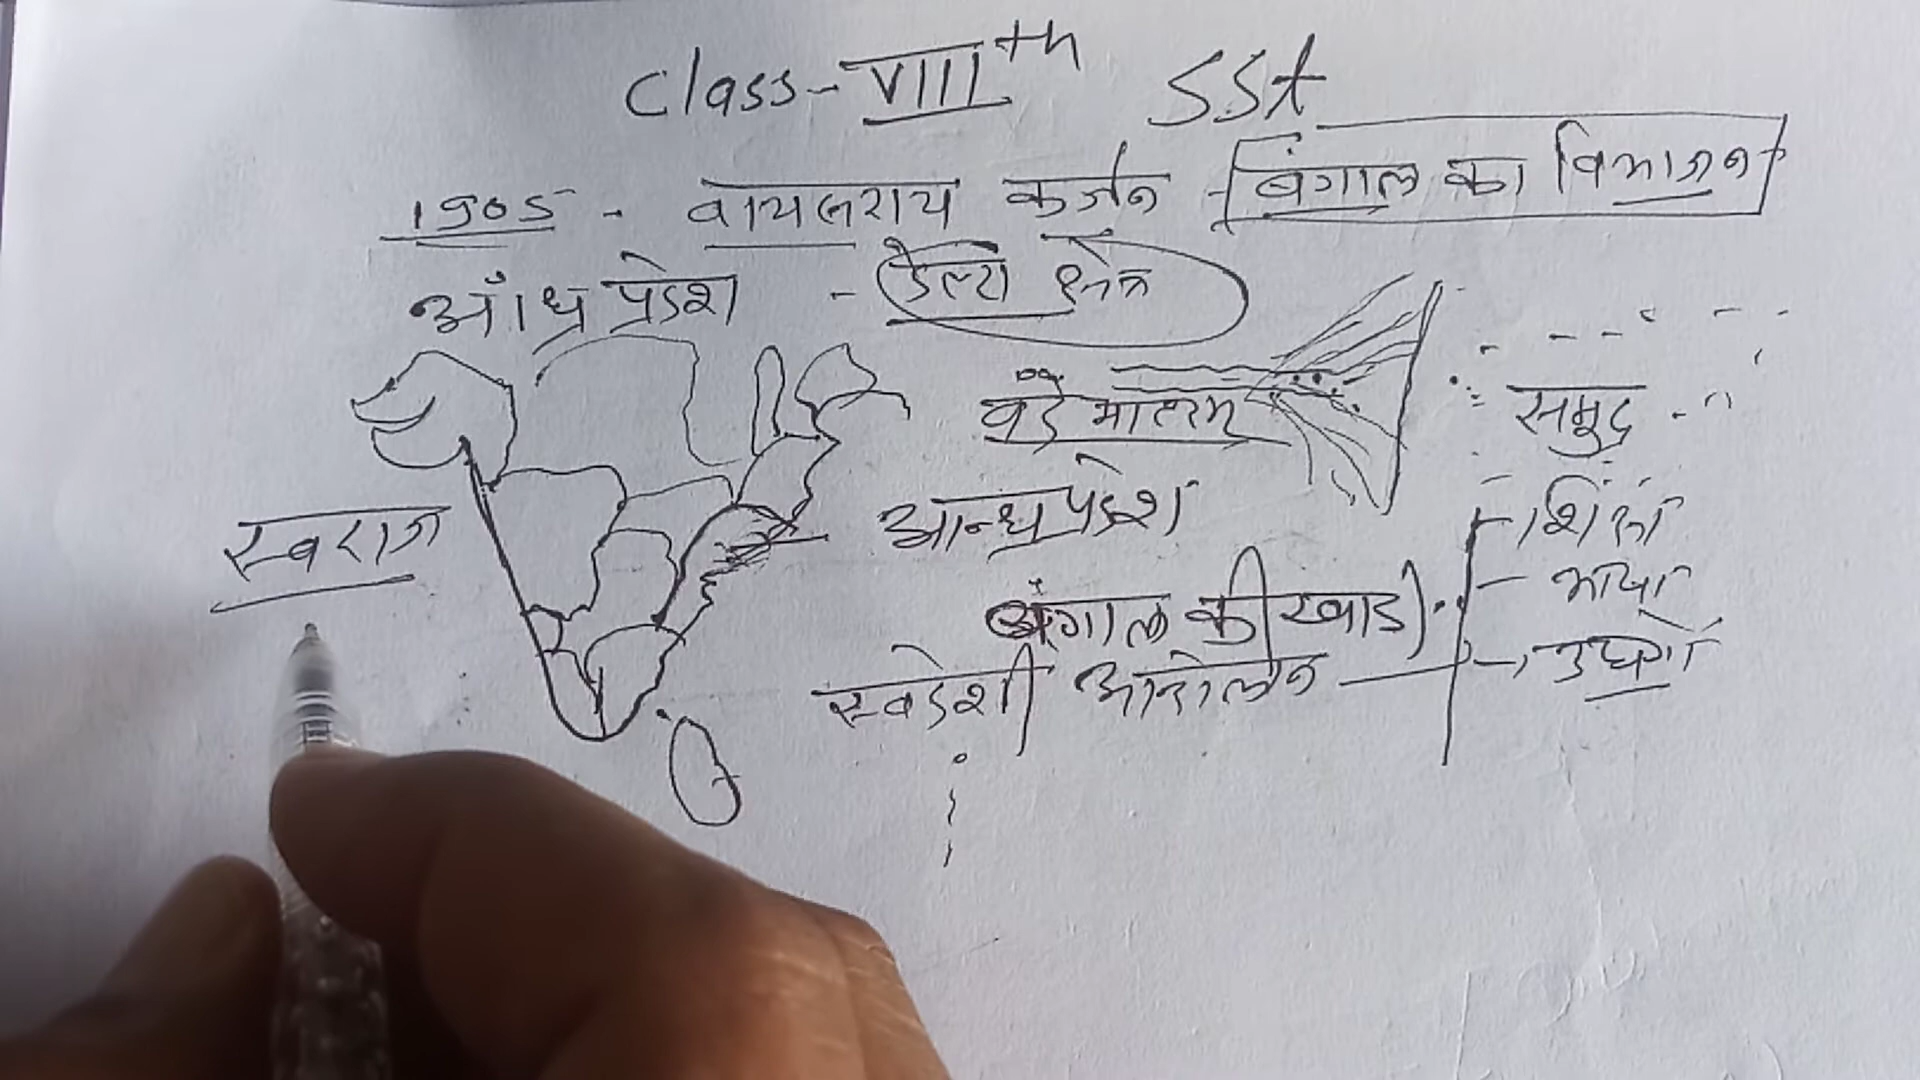 Class-VIIIth SST
1905 - वायसराय कर्जन - बंगाल का विभाजन
आँध्र प्रदेश - डेल्टा क्षेत्र
वंदे मातरम्
समुद्र
आन्ध्र प्रदेश
स्वराज
शिक्षा
भाषा
बंगाल की खाड़ी
उद्योग
स्वदेशी आन्दोलन